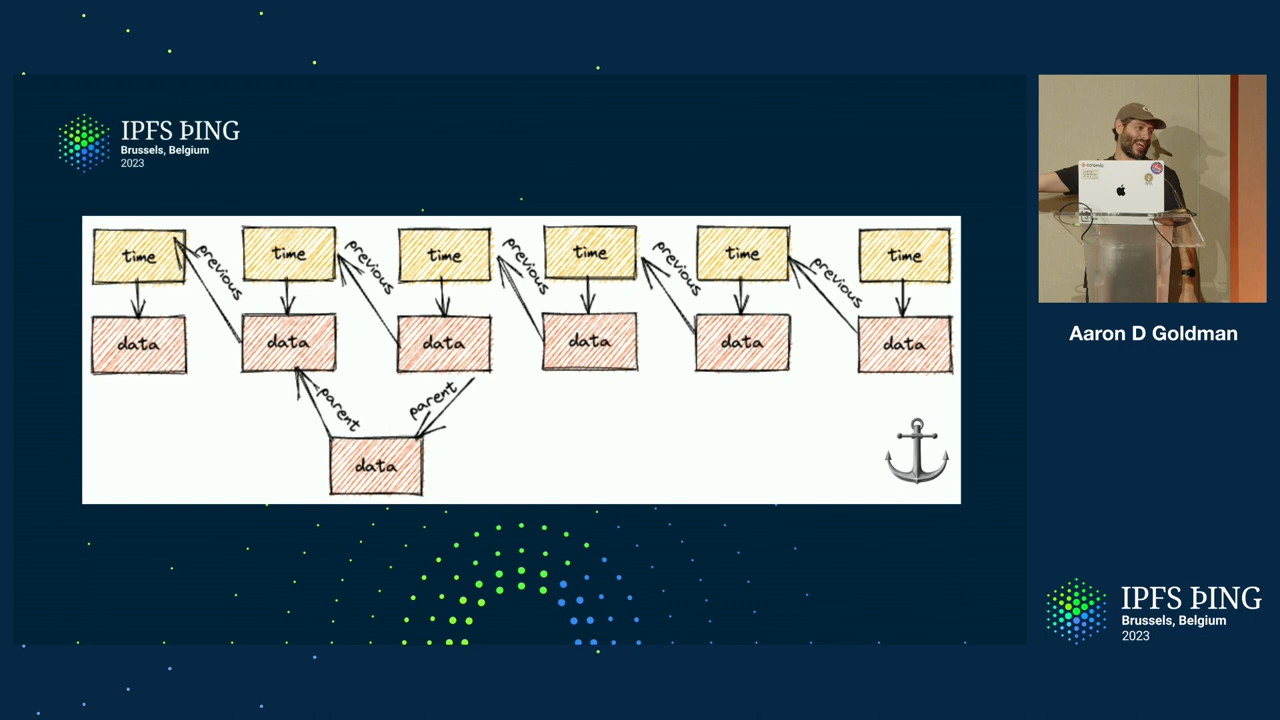 IPFS ÞING
Brussels, Belgium
2023
time
time
time
time
time
time
previous
previous
previous
previous
previous
data
data
data
data
data
data
parent
parent
data
Aaron D Goldman
IPFS ÞING
Brussels, Belgium
2023